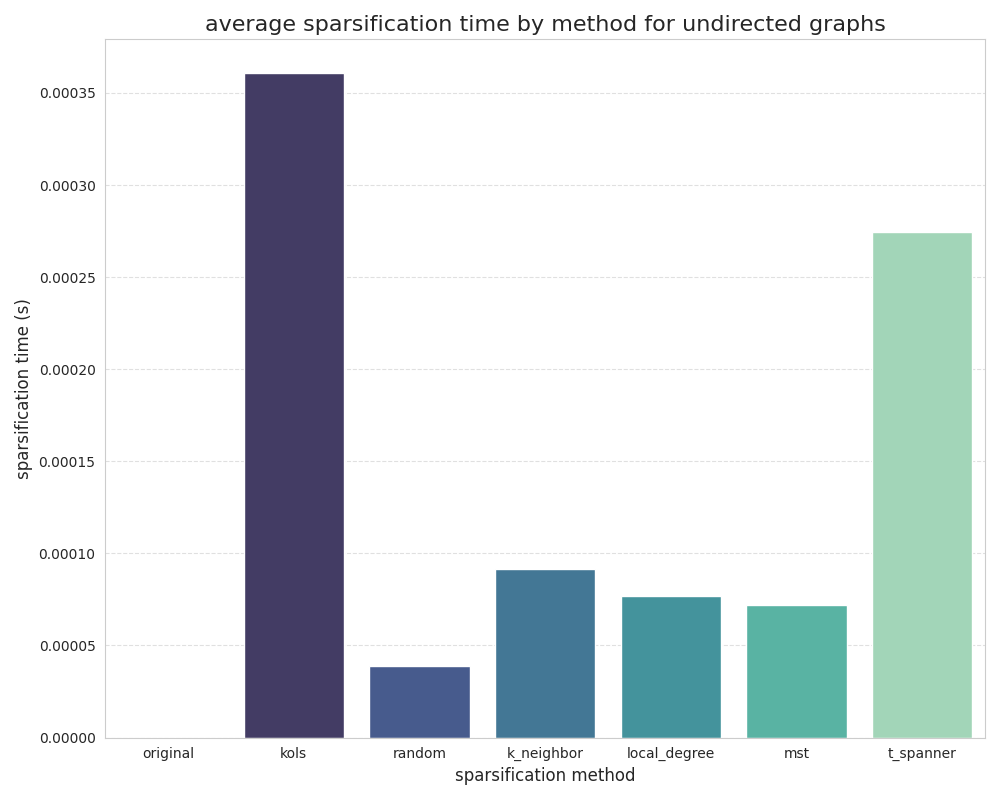 average sparsification time by method for undirected graphs
sparsification time (s)
0.00035
0.00030
0.00025
0.00020
0.00015
0.00010
0.00005
0.00000
original kols random k_neighbor local_degree mst t_spanner
sparsification method